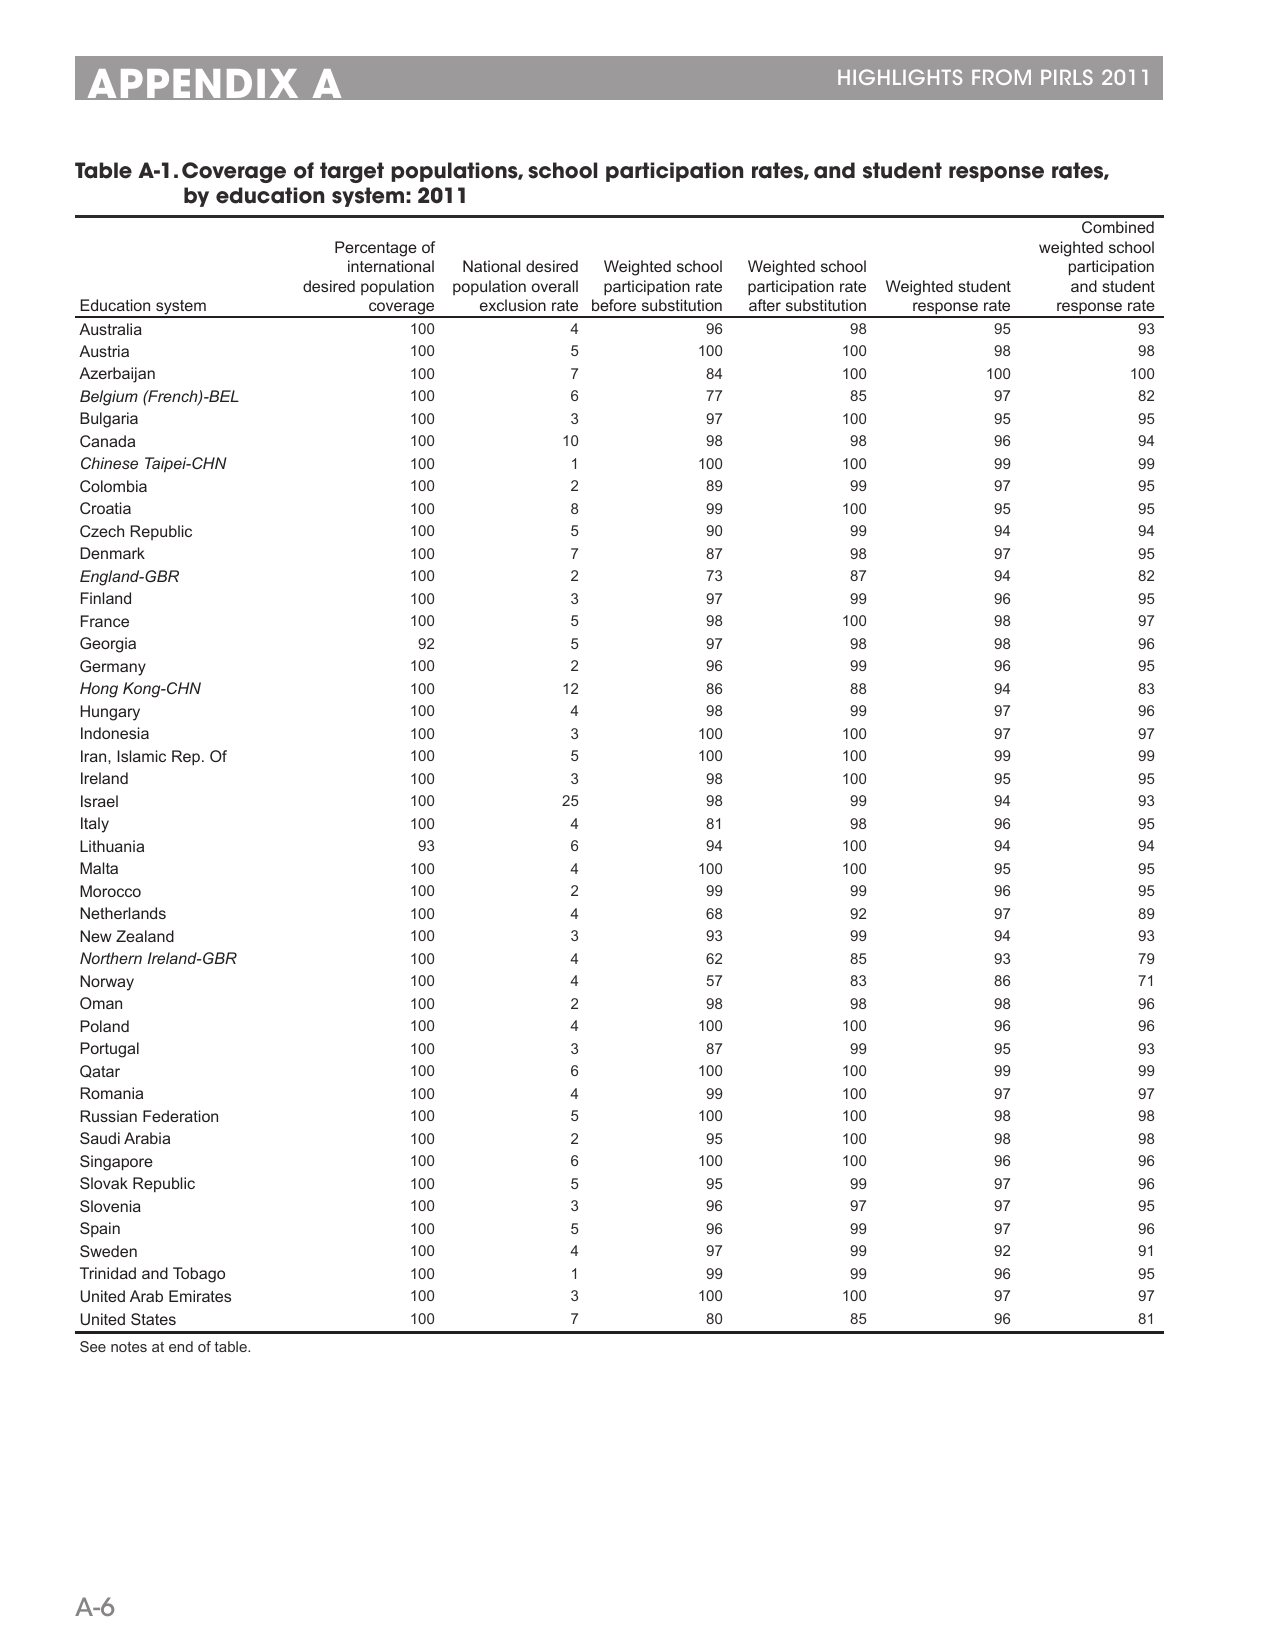 APPENDIX A
HIGHLIGHTS FROM PIRLS 2011
Table A-1. Coverage of target populations, school participation rates, and student response rates,
by education system: 2011
Education system
Percentage of international desired population coverage
National desired population overall exclusion rate
Weighted school participation rate before substitution
Weighted school participation rate after substitution
Weighted student response rate
Combined weighted school participation and student response rate
Australia 100 4 96 98 95 93
Austria 100 5 100 100 98 98
Azerbaijan 100 7 84 100 100 100
Belgium (French)-BEL 100 6 77 85 97 82
Bulgaria 100 3 97 100 95 95
Canada 100 10 98 98 96 94
Chinese Taipei-CHN 100 1 100 100 99 99
Colombia 100 2 89 99 97 95
Croatia 100 8 99 100 95 95
Czech Republic 100 5 90 99 94 94
Denmark 100 7 87 98 97 95
England-GBR 100 2 73 87 94 82
Finland 100 3 97 99 96 95
France 100 5 98 100 98 97
Georgia 92 5 97 98 98 96
Germany 100 2 96 99 96 95
Hong Kong-CHN 100 12 86 88 94 83
Hungary 100 4 98 99 97 96
Indonesia 100 3 100 100 97 97
Iran, Islamic Rep. Of 100 5 100 100 99 99
Ireland 100 3 98 100 95 95
Israel 100 25 98 99 94 93
Italy 100 4 81 98 96 95
Lithuania 93 6 94 100 94 94
Malta 100 4 100 100 95 95
Morocco 100 2 99 99 96 95
Netherlands 100 4 68 92 97 89
New Zealand 100 3 93 99 94 93
Northern Ireland-GBR 100 4 62 85 93 79
Norway 100 4 57 83 86 71
Oman 100 2 98 98 98 96
Poland 100 4 100 100 96 96
Portugal 100 3 87 99 95 93
Qatar 100 6 100 100 99 99
Romania 100 4 99 100 97 97
Russian Federation 100 5 100 100 98 98
Saudi Arabia 100 2 95 100 98 98
Singapore 100 6 100 100 96 96
Slovak Republic 100 5 95 99 97 96
Slovenia 100 3 96 97 97 95
Spain 100 5 96 99 97 96
Sweden 100 4 97 99 92 91
Trinidad and Tobago 100 1 99 99 96 95
United Arab Emirates 100 3 100 100 97 97
United States 100 7 80 85 96 81
See notes at end of table.
A-6